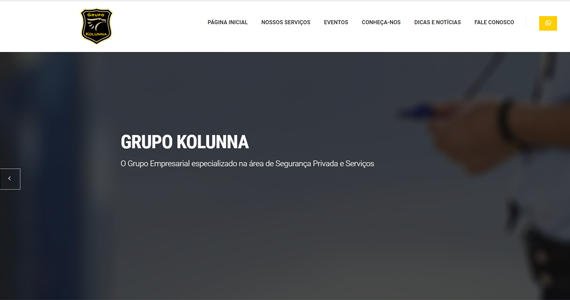 GRUPO
KOLUNNA
PÁGINA INICIAL
NOSSOS SERVIÇOS
EVENTOS
CONHEÇA-NOS
DICAS E NOTÍCIAS
FALE CONOSCO
GRUPO KOLUNNA
O Grupo Empresarial especializado na área de Segurança Privada e Serviços